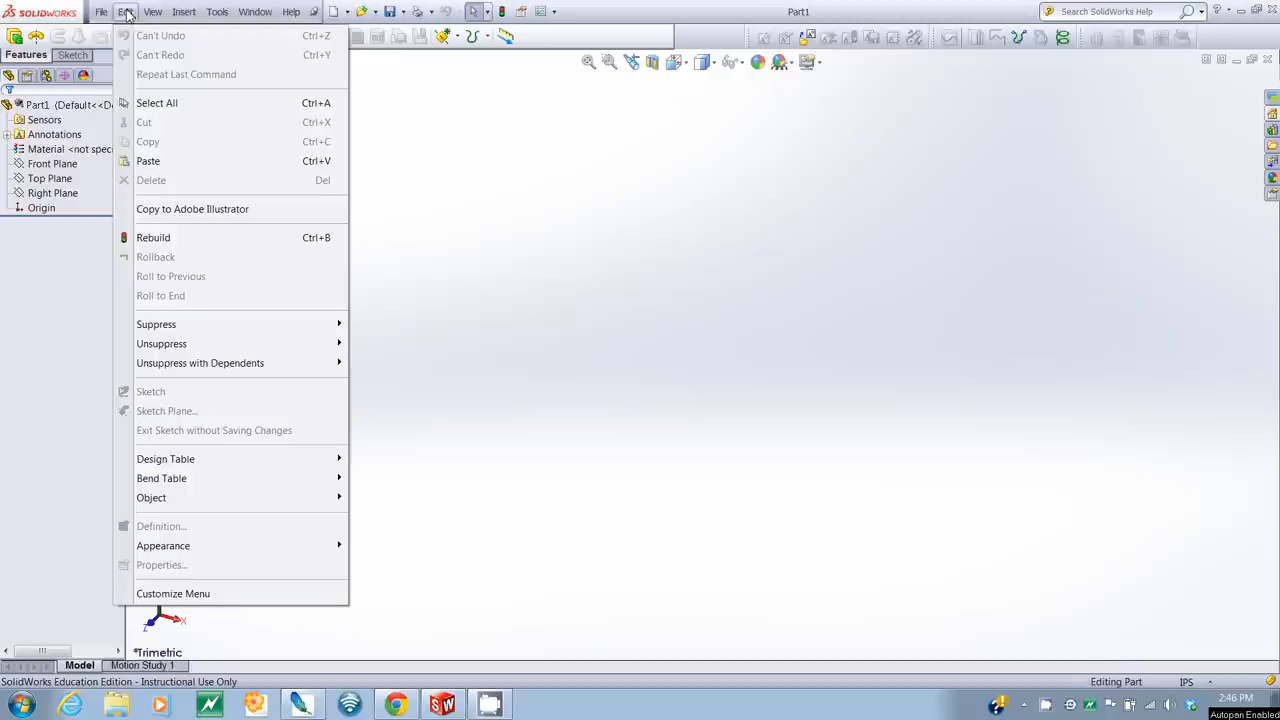 SOLIDWORKS File Edit View Insert Tools Window Help Part1 Search SolidWorks Help
Features Sketch
Can't Undo Ctrl+Z
Can't Redo Ctrl+Y
Repeat Last Command
Select All Ctrl+A
Cut Ctrl+X
Copy Ctrl+C
Paste Ctrl+V
Delete Del
Copy to Adobe Illustrator
Rebuild Ctrl+B
Rollback
Roll to Previous
Roll to End
Suppress
Unsuppress
Unsuppress with Dependents
Sketch
Sketch Plane...
Exit Sketch without Saving Changes
Design Table
Bend Table
Object
Definition...
Appearance
Properties...
Customize Menu
Part1 (Default<<D
Sensors
Annotations
Material <not spec
Front Plane
Top Plane
Right Plane
Origin
Z X
*Trimetric
Model Motion Study 1
SolidWorks Education Edition - Instructional Use Only Editing Part IPS
2:46 PM
Autopan Enabled